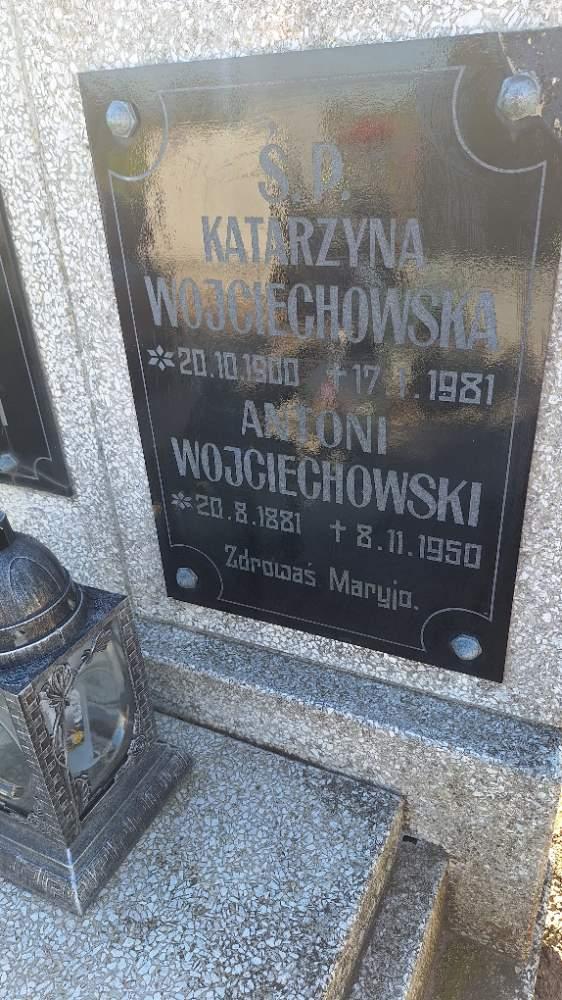 Ś.P.
KATARZYNA
WOJCIECHOWSKA
* 20.10.1900 † 17 1. 1981
ANTONI
WOJCIECHOWSKI
* 20.8.1881 † 8.11.1950
Zdrowaś Maryjo.